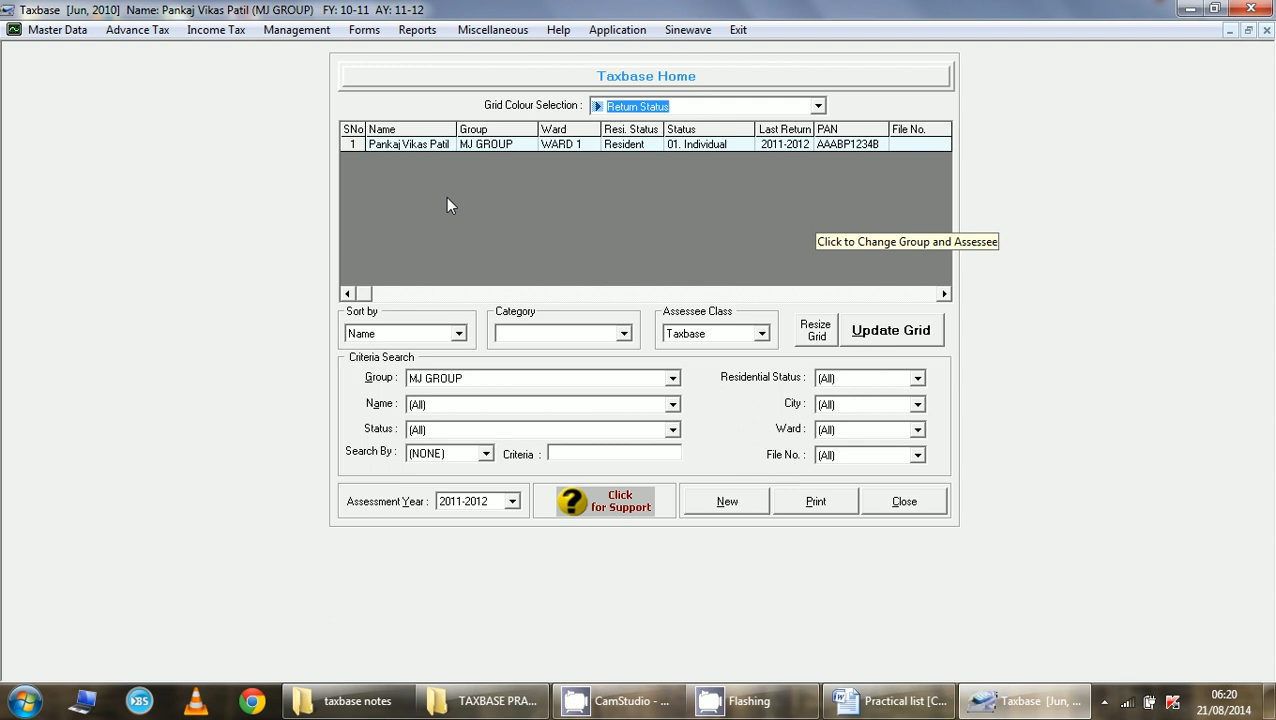 Taxbase [Jun, 2010] Name: Pankaj Vikas Patil (MJ GROUP) FY: 10-11 AY: 11-12
Master Data Advance Tax Income Tax Management Forms Reports Miscellaneous Help Application Sinewave Exit
Taxbase Home
Grid Colour Selection : Return Status
SNo Name Group Ward Resi. Status Status Last Return PAN File No.
1 Pankaj Vikas Patil MJ GROUP WARD 1 Resident 01. Individual 2011-2012 AAABP1234B
Click to Change Group and Assessee
Sort by Category Assessee Class
Name Taxbase Resize Grid Update Grid
Criteria Search
Group : MJ GROUP Residential Status : (All)
Name : (All) City : (All)
Status : (All) Ward : (All)
Search By : (NONE) Criteria : File No. : (All)
Assessment Year : 2011-2012 ? Click for Support New Print Close
taxbase notes TAXBASE PRA... CamStudio - ... Flashing Practical list [C... Taxbase [Jun, ... 06:20
21/08/2014